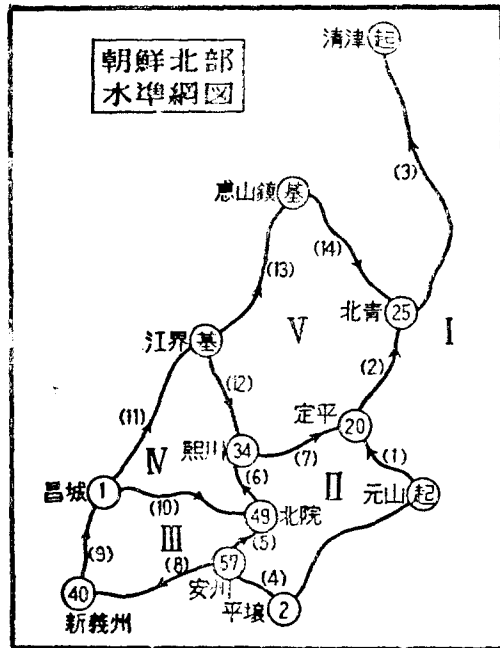 朝鮮北部
水準網図
清津 起
(3)
恵山鎮 基
(13)
(14)
北青 25
I
V
江界 基
(2)
(12)
(11)
定平 20
熙川 34
(7)
(1)
IV
(6)
II
元山 起
昌城 1
(10)
49 北院
III
(5)
(9)
(8)
57
安川
(4)
40
新義州
平壌 2